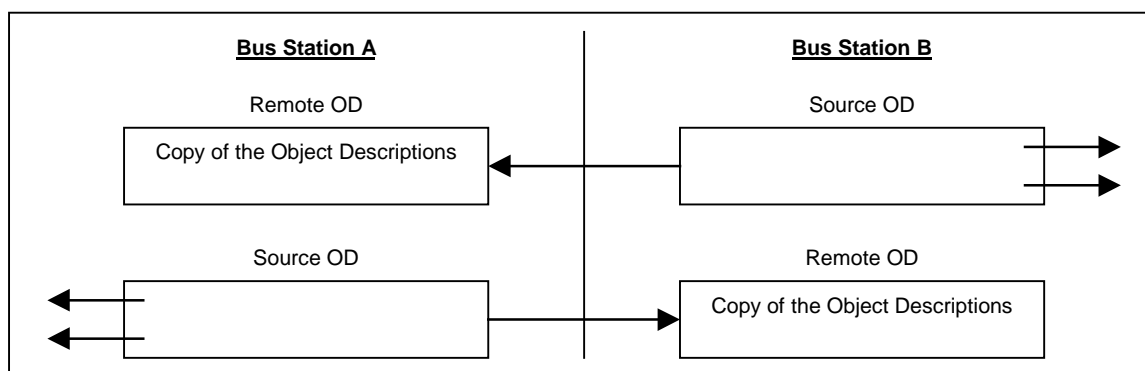 Bus Station A
Bus Station B
Remote OD
Source OD
Copy of the Object Descriptions
Source OD
Remote OD
Copy of the Object Descriptions